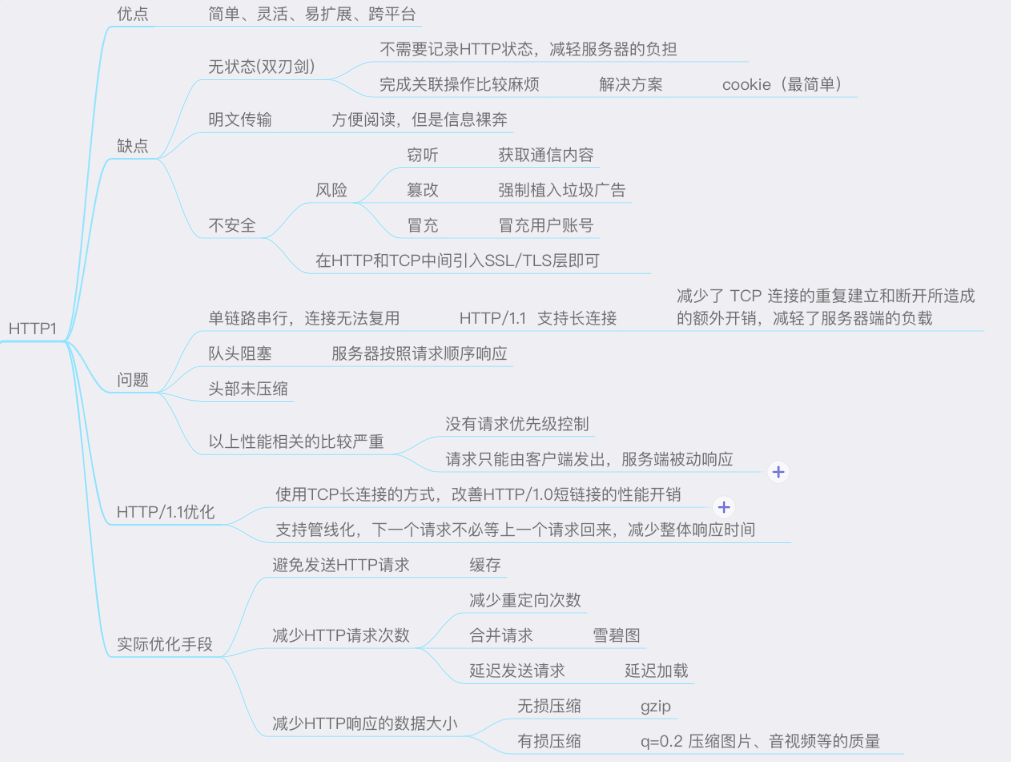 HTTP1
优点
简单、灵活、易扩展、跨平台
缺点
无状态(双刃剑)
不需要记录HTTP状态，减轻服务器的负担
完成关联操作比较麻烦
解决方案
cookie（最简单）
明文传输
方便阅读，但是信息裸奔
不安全
风险
窃听
获取通信内容
篡改
强制植入垃圾广告
冒充
冒充用户账号
在HTTP和TCP中间引入SSL/TLS层即可
问题
单链路串行，连接无法复用
HTTP/1.1 支持长连接
减少了 TCP 连接的重复建立和断开所造成
的额外开销，减轻了服务器端的负载
队头阻塞
服务器按照请求顺序响应
头部未压缩
以上性能相关的比较严重
没有请求优先级控制
请求只能由客户端发出，服务端被动响应
HTTP/1.1优化
使用TCP长连接的方式，改善HTTP/1.0短链接的性能开销
支持管线化，下一个请求不必等上一个请求回来，减少整体响应时间
实际优化手段
避免发送HTTP请求
缓存
减少HTTP请求次数
减少重定向次数
合并请求
雪碧图
延迟发送请求
延迟加载
减少HTTP响应的数据大小
无损压缩
gzip
有损压缩
q=0.2 压缩图片、音视频等的质量